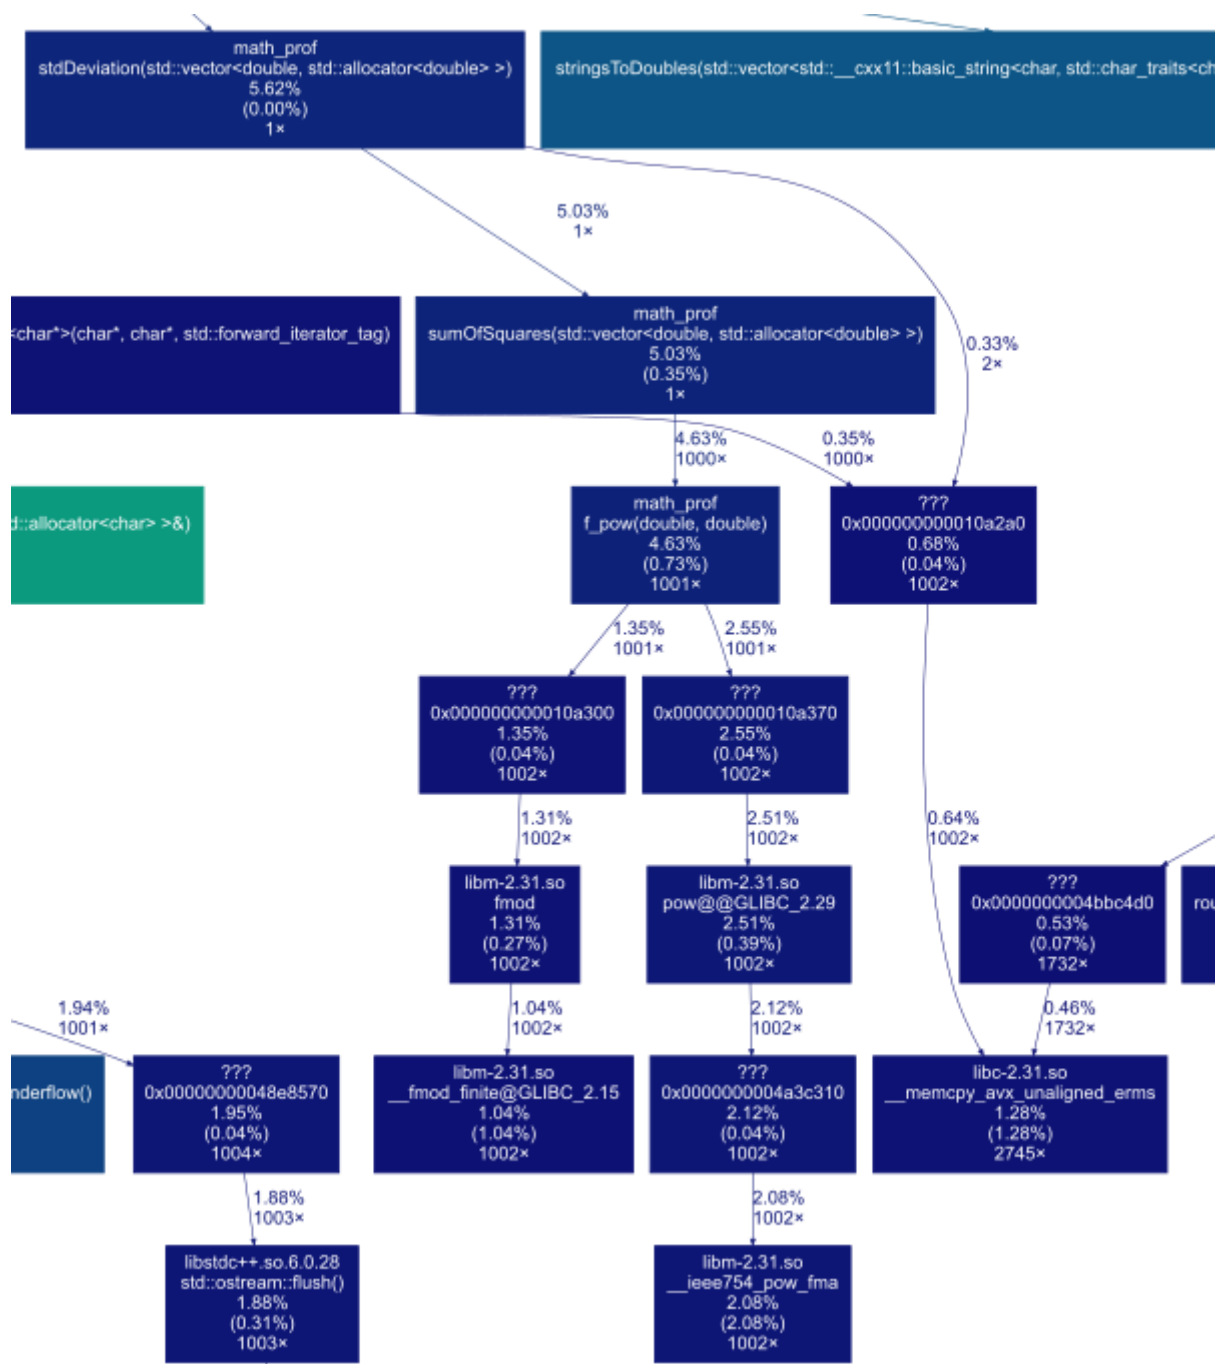 math_prof
stdDeviation(std::vector<double, std::allocator<double> >)
5.62%
(0.00%)
1×
stringsToDoubles(std::vector<std::__cxx11::basic_string<char, std::char_traits<ch
5.03%
1×
<char*>(char*, char*, std::forward_iterator_tag)
math_prof
sumOfSquares(std::vector<double, std::allocator<double> >)
5.03%
(0.35%)
1×
0.33%
2×
4.63%
1000×
0.35%
1000×
d::allocator<char> >&)
math_prof
f_pow(double, double)
4.63%
(0.73%)
1001×
???
0x000000000010a2a0
0.68%
(0.04%)
1002×
1.35%
1001×
2.55%
1001×
???
0x000000000010a300
1.35%
(0.04%)
1002×
???
0x000000000010a370
2.55%
(0.04%)
1002×
1.31%
1002×
2.51%
1002×
0.64%
1002×
libm-2.31.so
fmod
1.31%
(0.27%)
1002×
libm-2.31.so
pow@@GLIBC_2.29
2.51%
(0.39%)
1002×
???
0x0000000004bbc4d0
0.53%
(0.07%)
1732×
rou
1.94%
1001×
1.04%
1002×
2.12%
1002×
0.46%
1732×
nderflow()
???
0x00000000048e8570
1.95%
(0.04%)
1004×
libm-2.31.so
__fmod_finite@GLIBC_2.15
1.04%
(1.04%)
1002×
???
0x0000000004a3c310
2.12%
(0.04%)
1002×
libc-2.31.so
__memcpy_avx_unaligned_erms
1.28%
(1.28%)
2745×
1.88%
1003×
2.08%
1002×
libstdc++.so.6.0.28
std::ostream::flush()
1.88%
(0.31%)
1003×
libm-2.31.so
__ieee754_pow_fma
2.08%
(2.08%)
1002×